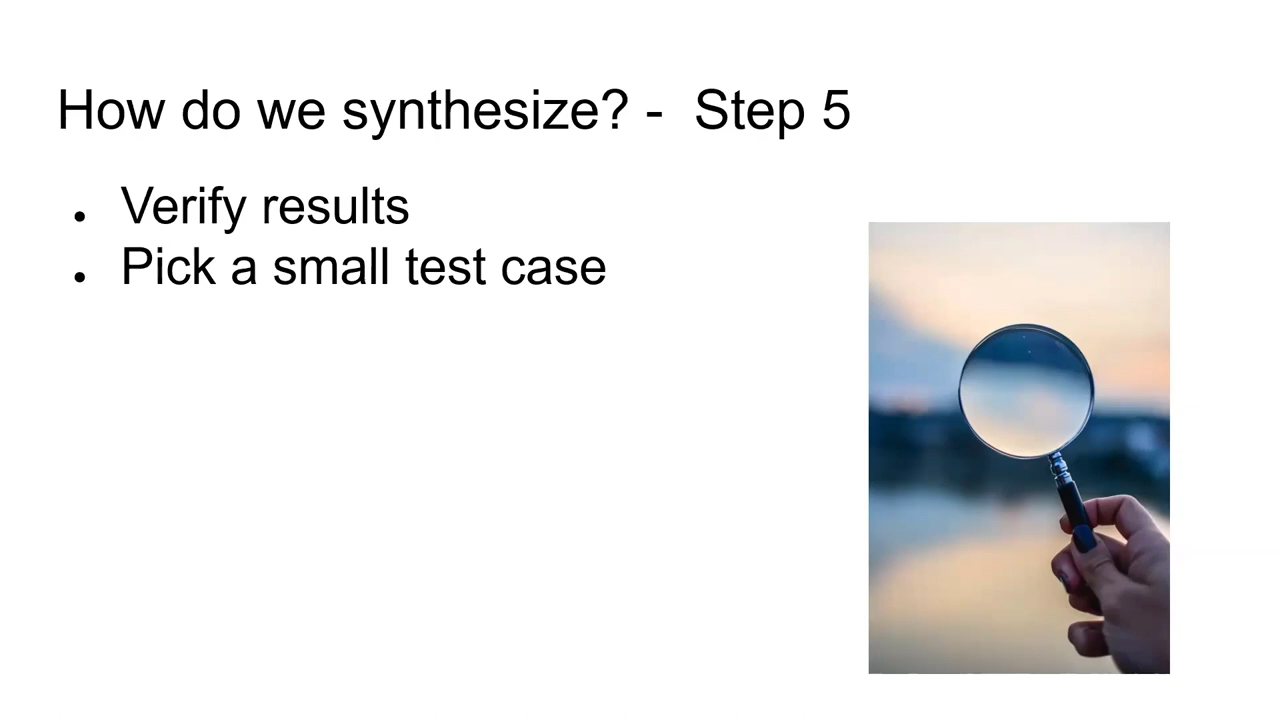 How do we synthesize? - Step 5
• Verify results
• Pick a small test case